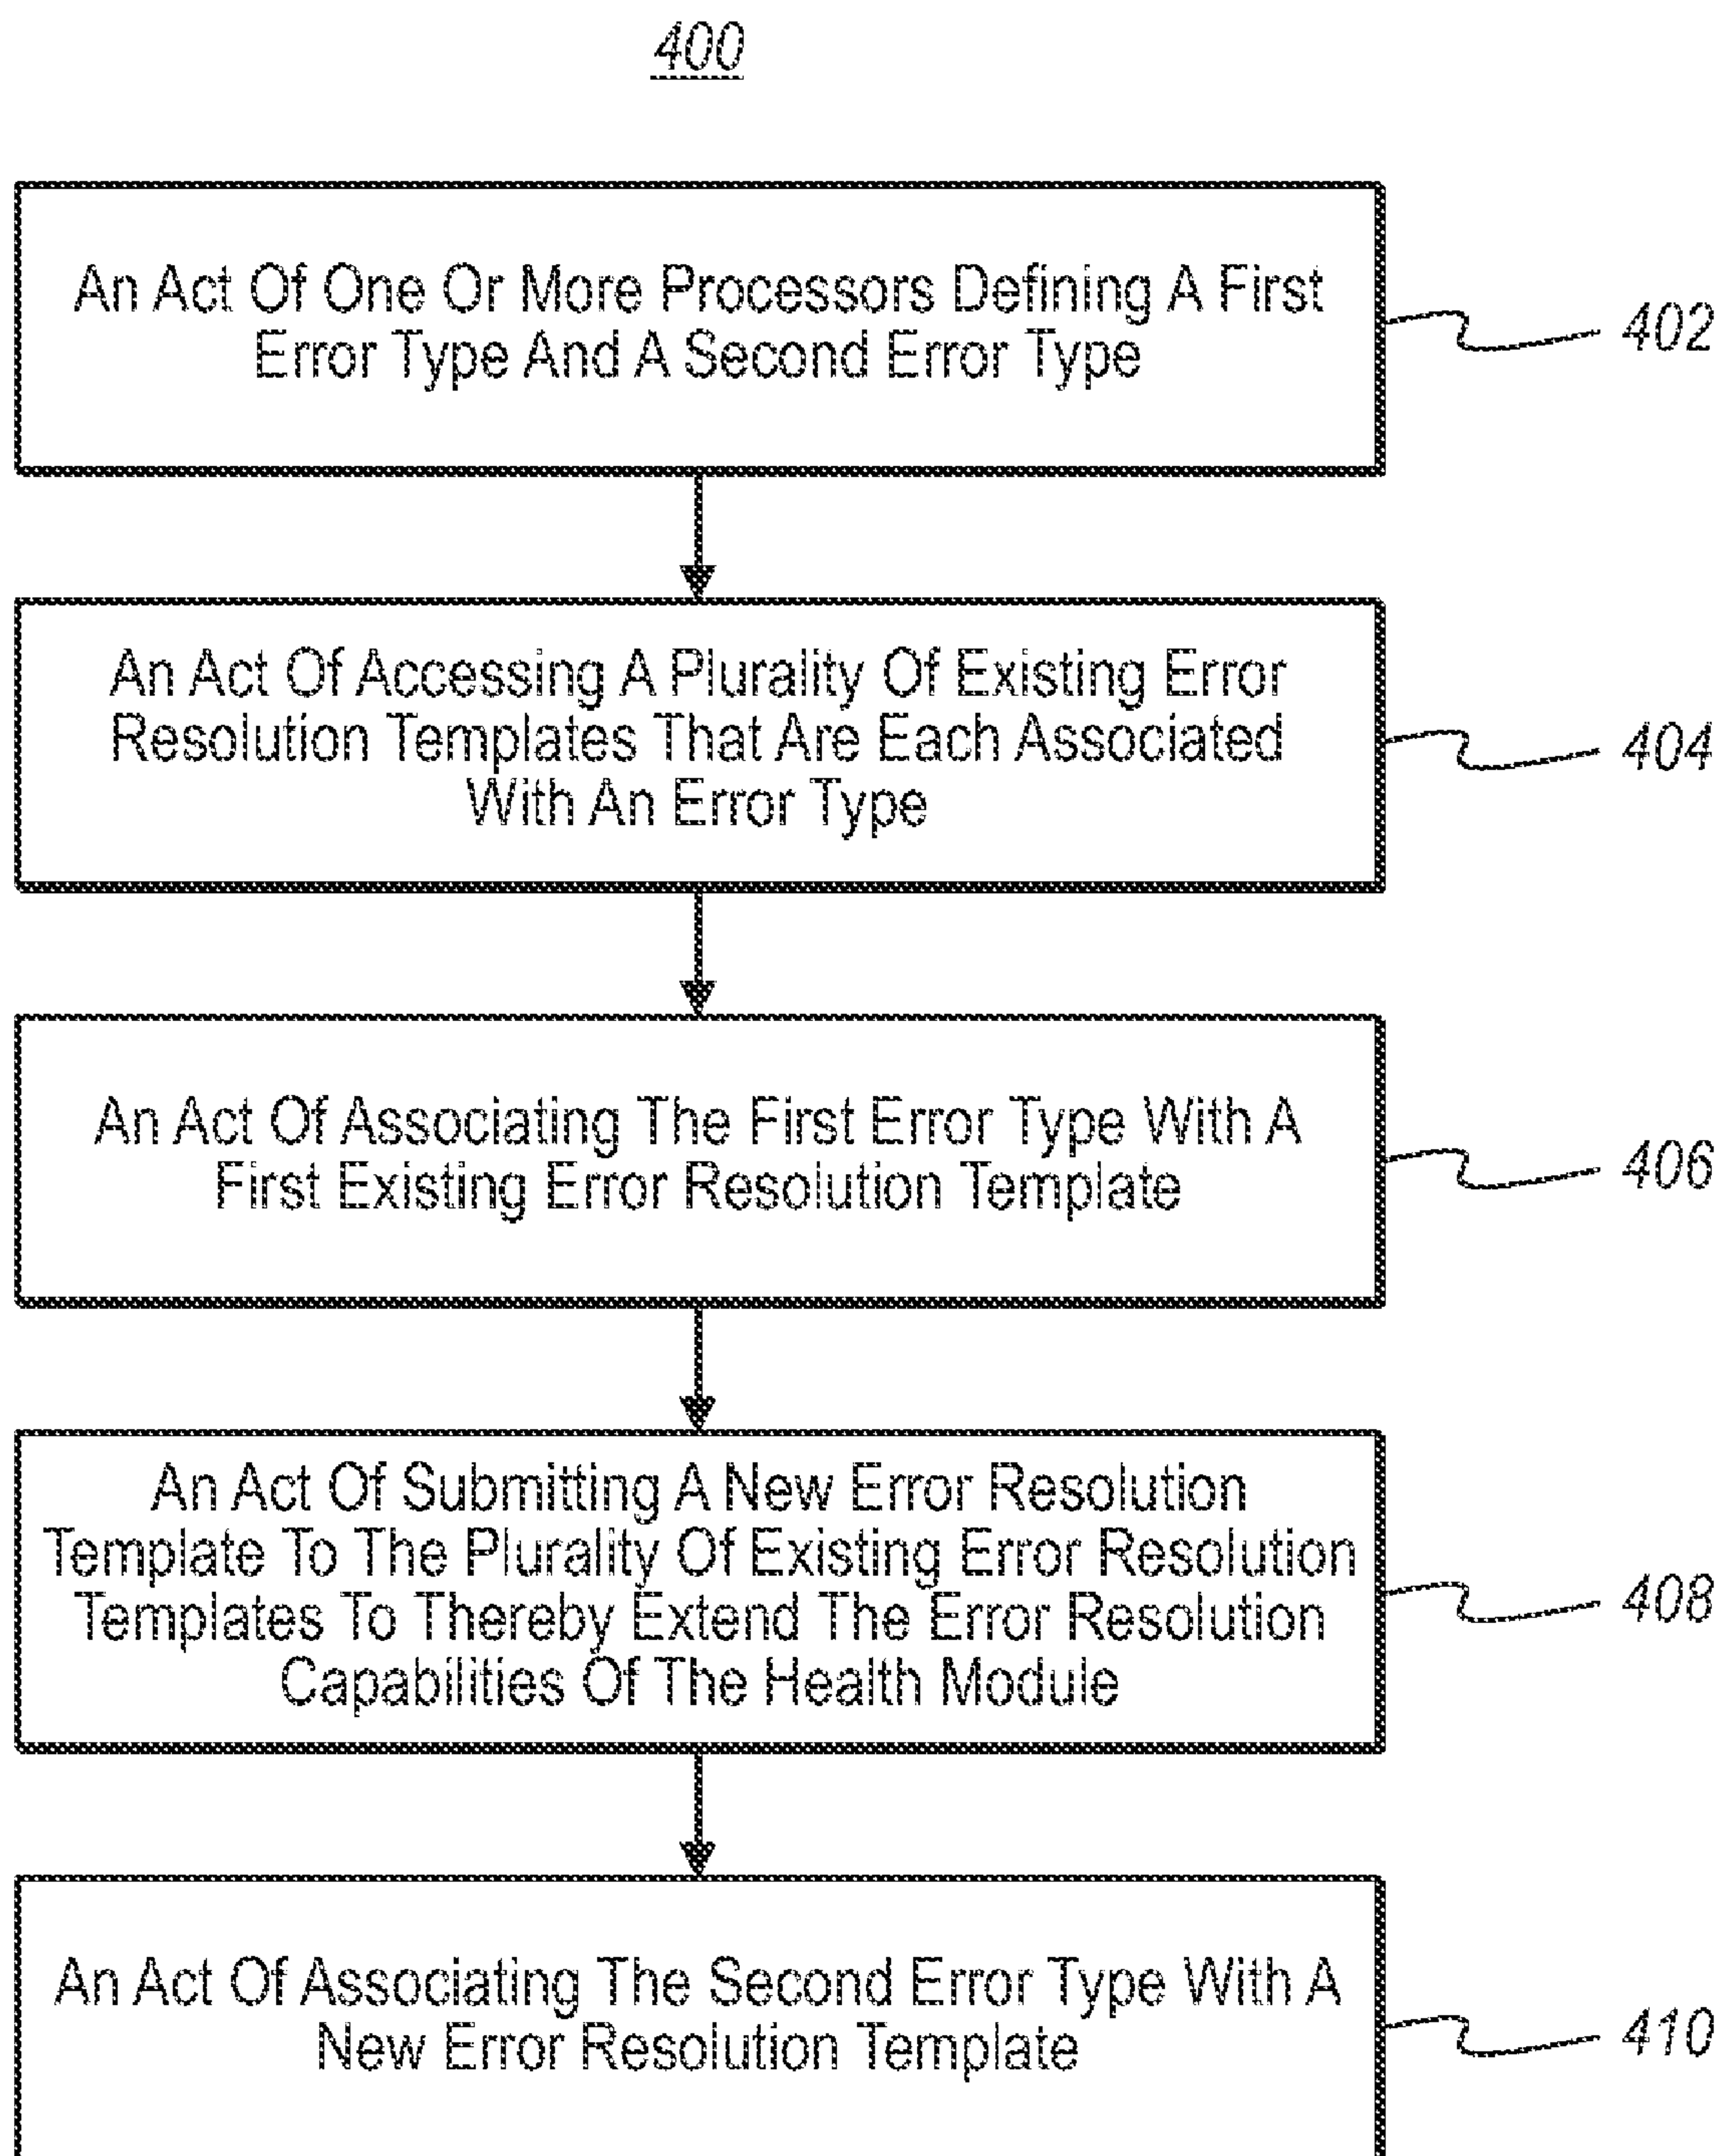 400
An Act Of One Or More Processors Defining A First
Error Type And A Second Error Type
402
An Act Of Accessing A Plurality Of Existing Error
Resolution Templates That Are Each Associated
With An Error Type
404
An Act Of Associating The First Error Type With A
First Existing Error Resolution Template
406
An Act Of Submitting A New Error Resolution
Template To The Plurality Of Existing Error Resolution
Templates To Thereby Extend The Error Resolution
Capabilities Of The Health Module
408
An Act Of Associating The Second Error Type With A
New Error Resolution Template
410